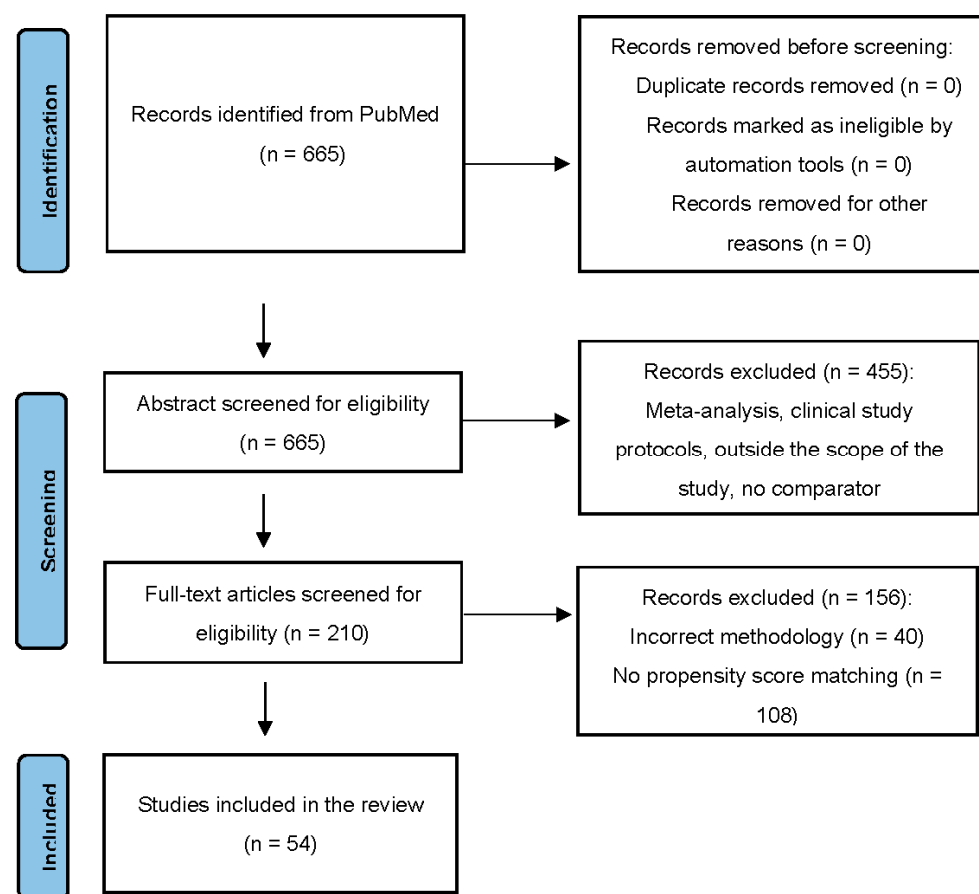 Identification
Records identified from PubMed
(n = 665)
Records removed before screening:
Duplicate records removed (n = 0)
Records marked as ineligible by
automation tools (n = 0)
Records removed for other
reasons (n = 0)
Screening
Abstract screened for eligibility
(n = 665)
Records excluded (n = 455):
Meta-analysis, clinical study
protocols, outside the scope of the
study, no comparator
Full-text articles screened for
eligibility (n = 210)
Records excluded (n = 156):
Incorrect methodology (n = 40)
No propensity score matching (n =
108)
Included
Studies included in the review
(n = 54)